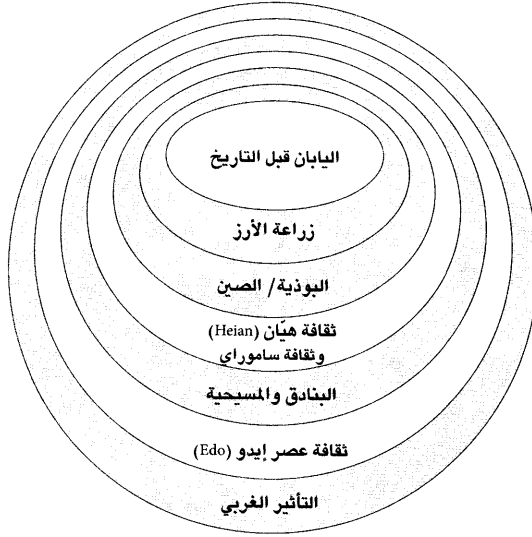 اليابان قبل التاريخ
زراعة الأرز
البوذية/ الصين
ثقافة هيّان (Heian)
وثقافة ساموراي
البنادق والمسيحية
ثقافة عصر إيدو (Edo)
التأثير الغربي